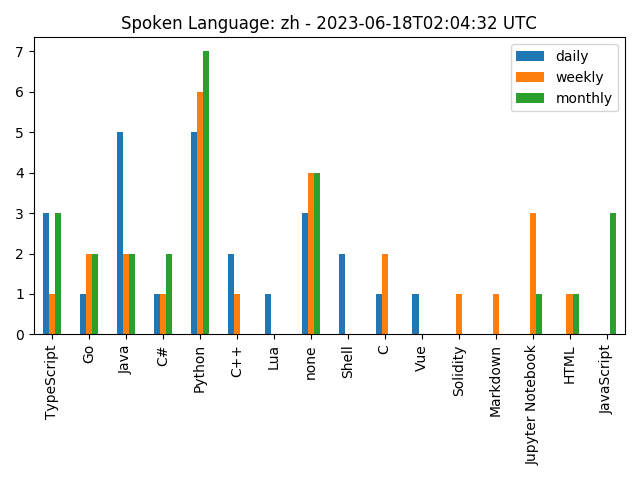 Spoken Language: zh - 2023-06-18T02:04:32 UTC
daily
weekly
monthly
7
6
5
4
3
2
1
0
TypeScript
Go
Java
C#
Python
C++
Lua
none
Shell
C
Vue
Solidity
Markdown
Jupyter Notebook
HTML
JavaScript